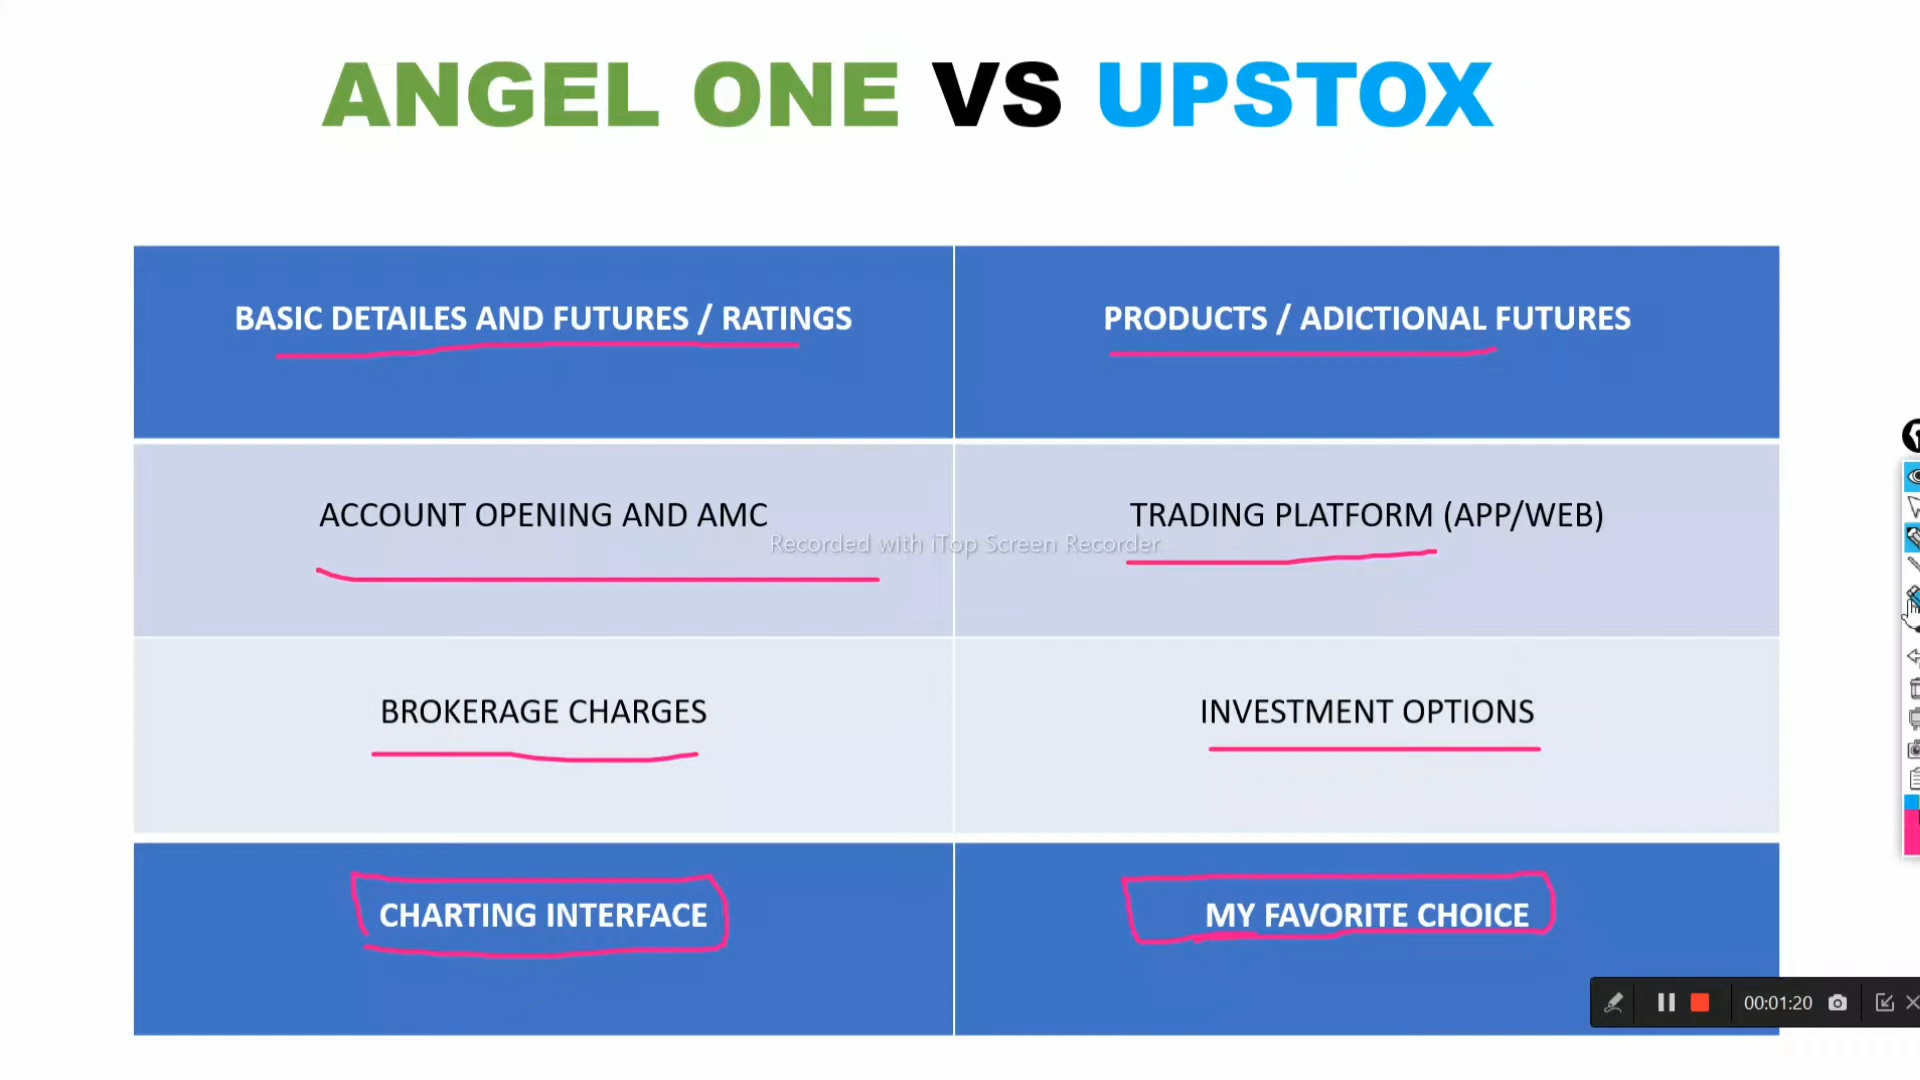 ANGEL ONE VS UPSTOX
BASIC DETAILES AND FUTURES / RATINGS
PRODUCTS / ADICTIONAL FUTURES
ACCOUNT OPENING AND AMC
TRADING PLATFORM (APP/WEB)
Recorded with iTop Screen Recorder
BROKERAGE CHARGES
INVESTMENT OPTIONS
CHARTING INTERFACE
MY FAVORITE CHOICE
00:01:20